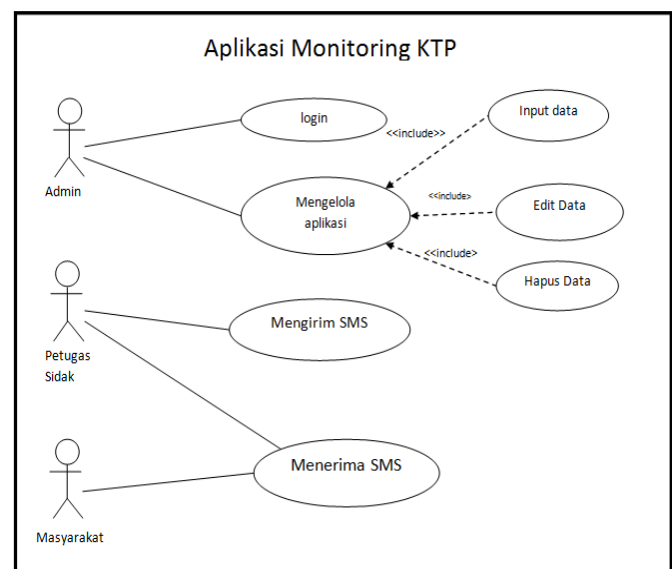 Aplikasi Monitoring KTP
login
Input data
<<include>>
Admin
Mengelola
aplikasi
<<include>
Edit Data
<<include>
Hapus Data
Mengirim SMS
Petugas
Sidak
Menerima SMS
Masyarakat